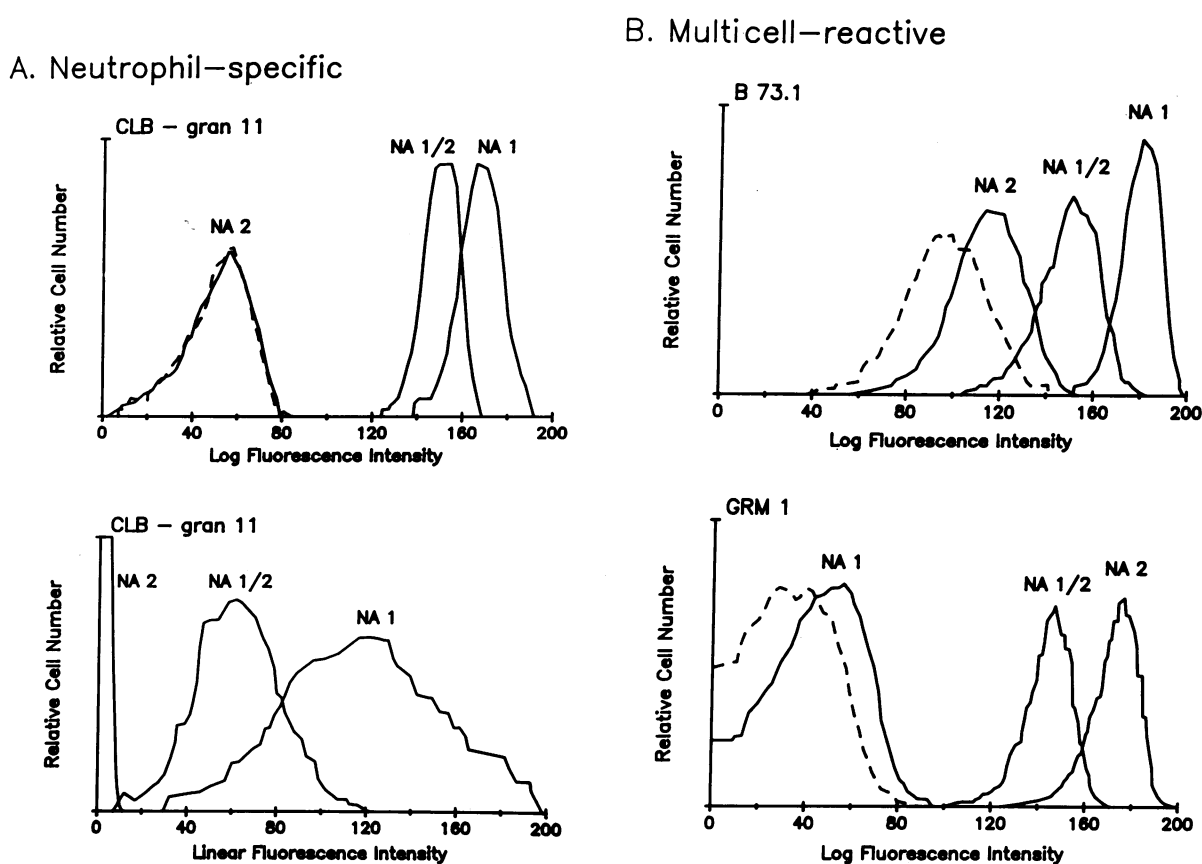 A. Neutrophil-specific
CLB - gran 11
NA 2
NA 1/2
NA 1
Relative Cell Number
0 40 80 120 160 200
Log Fluorescence Intensity
CLB - gran 11
NA 2
NA 1/2
NA 1
Relative Cell Number
0 40 80 120 160 200
Linear Fluorescence Intensity
B. Multicell-reactive
B 73.1
NA 2
NA 1/2
NA 1
Relative Cell Number
0 40 80 120 160 200
Log Fluorescence Intensity
GRM 1
NA 1
NA 1/2
NA 2
Relative Cell Number
0 40 80 120 160 200
Log Fluorescence Intensity